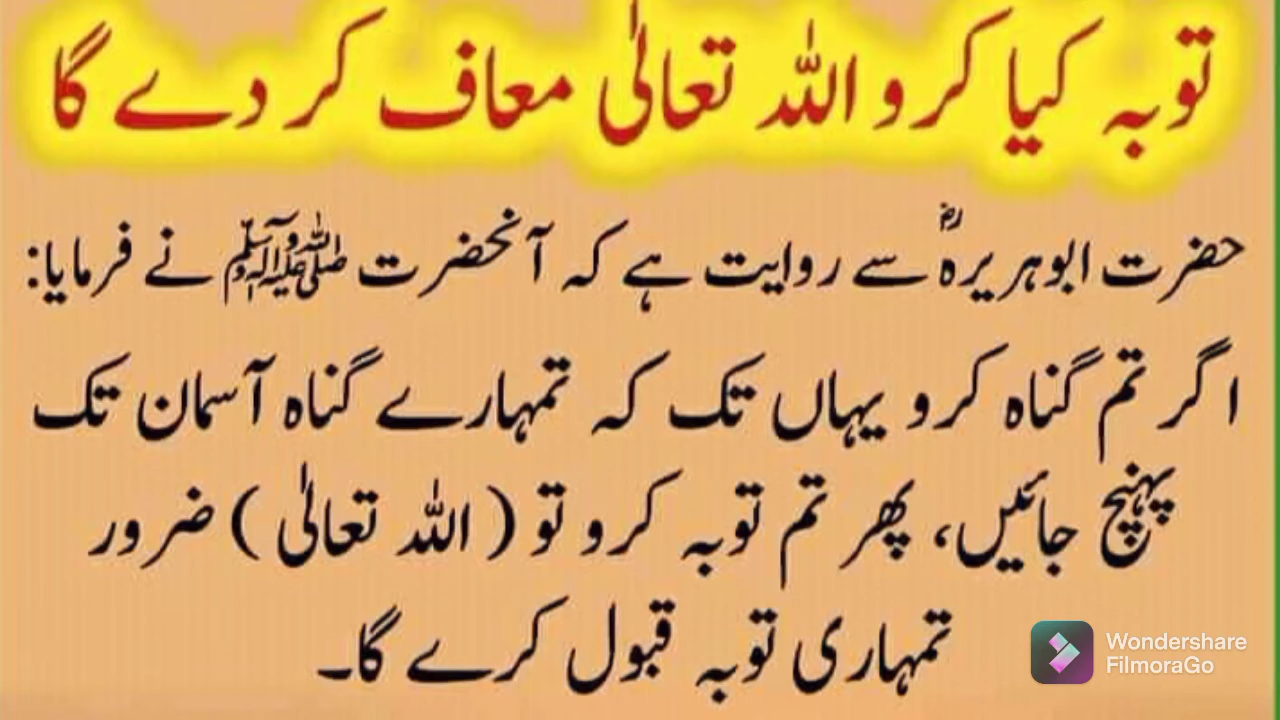 توبہ کیا کرو اللہ تعالیٰ معاف کر دے گا
حضرت ابوہریرہؓ سے روایت ہے کہ آنحضرت ﷺ نے فرمایا:
اگر تم گناہ کرو یہاں تک کہ تمہارے گناہ آسمان تک
پہنچ جائیں، پھر تم توبہ کرو تو (اللہ تعالیٰ) ضرور
تمہاری توبہ قبول کرے گا۔
Wondershare
FilmoraGo